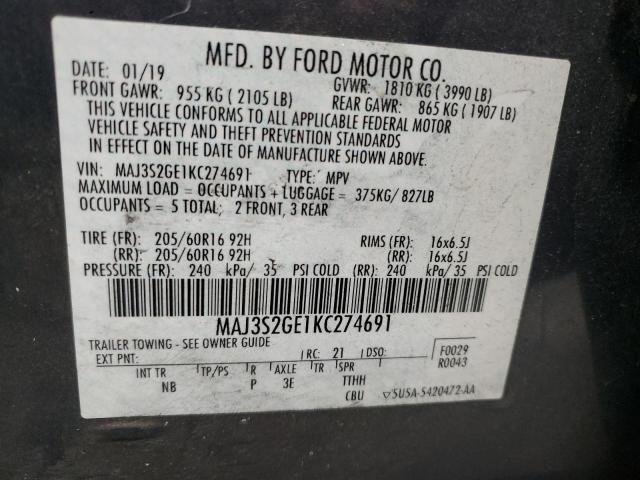 MFD. BY FORD MOTOR CO.
DATE: 01/19 GVWR: 1810 KG (3990 LB)
FRONT GAWR: 955 KG (2105 LB) REAR GAWR: 865 KG (1907 LB)
THIS VEHICLE CONFORMS TO ALL APPLICABLE FEDERAL MOTOR
VEHICLE SAFETY AND THEFT PREVENTION STANDARDS
IN EFFECT ON THE DATE OF MANUFACTURE SHOWN ABOVE.
VIN: MAJ3S2GE1KC274691 TYPE: MPV
MAXIMUM LOAD = OCCUPANTS + LUGGAGE = 375KG/ 827LB
OCCUPANTS = 5 TOTAL; 2 FRONT, 3 REAR
TIRE (FR): 205/60R16 92H RIMS (FR): 16x6.5J
(RR): 205/60R16 92H (RR): 16x6.5J
PRESSURE (FR): 240 kPa/ 35 PSI COLD (RR): 240 kPa/ 35 PSI COLD
MAJ3S2GE1KC274691
TRAILER TOWING - SEE OWNER GUIDE
EXT PNT: RC: 21 DSO: F0029
R0043
INT TR TP/PS R AXLE TR SPR
NB P 3E TTHH
CBU 5U5A-5420472-AA